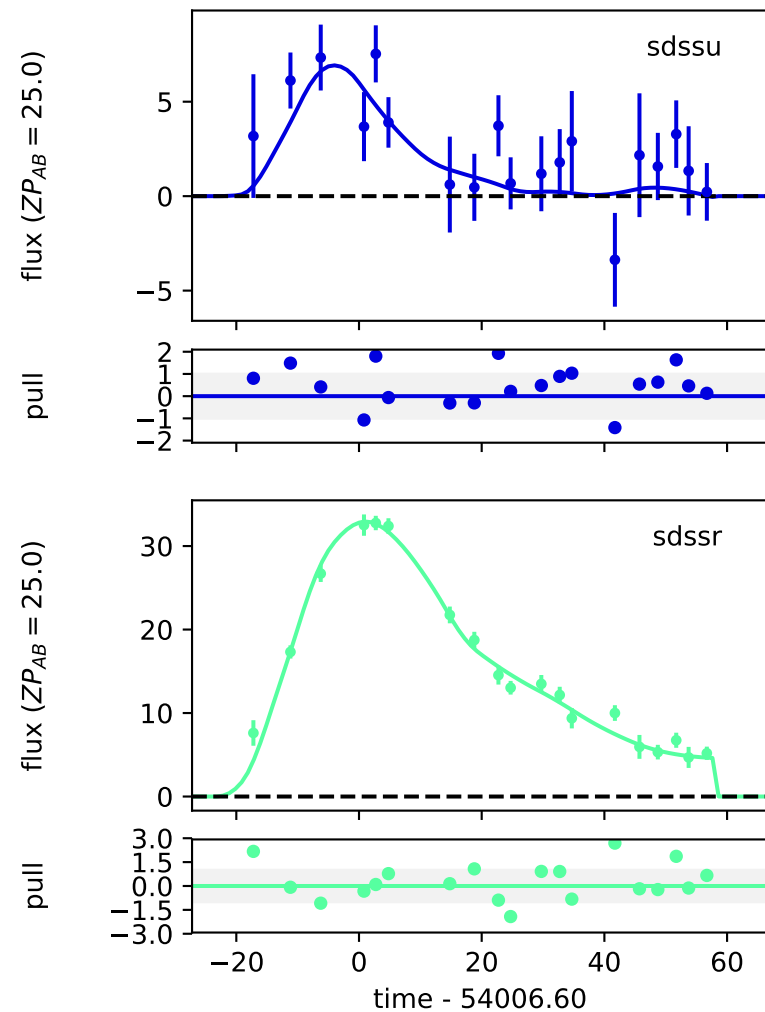 sdssu
flux ($ZP_{AB}$ = 25.0)
5
0
−5
pull
2
1
0
−1
−2
sdssr
flux ($ZP_{AB}$ = 25.0)
30
20
10
0
pull
3.0
1.5
0.0
−1.5
−3.0
−20 0 20 40 60
time - 54006.60